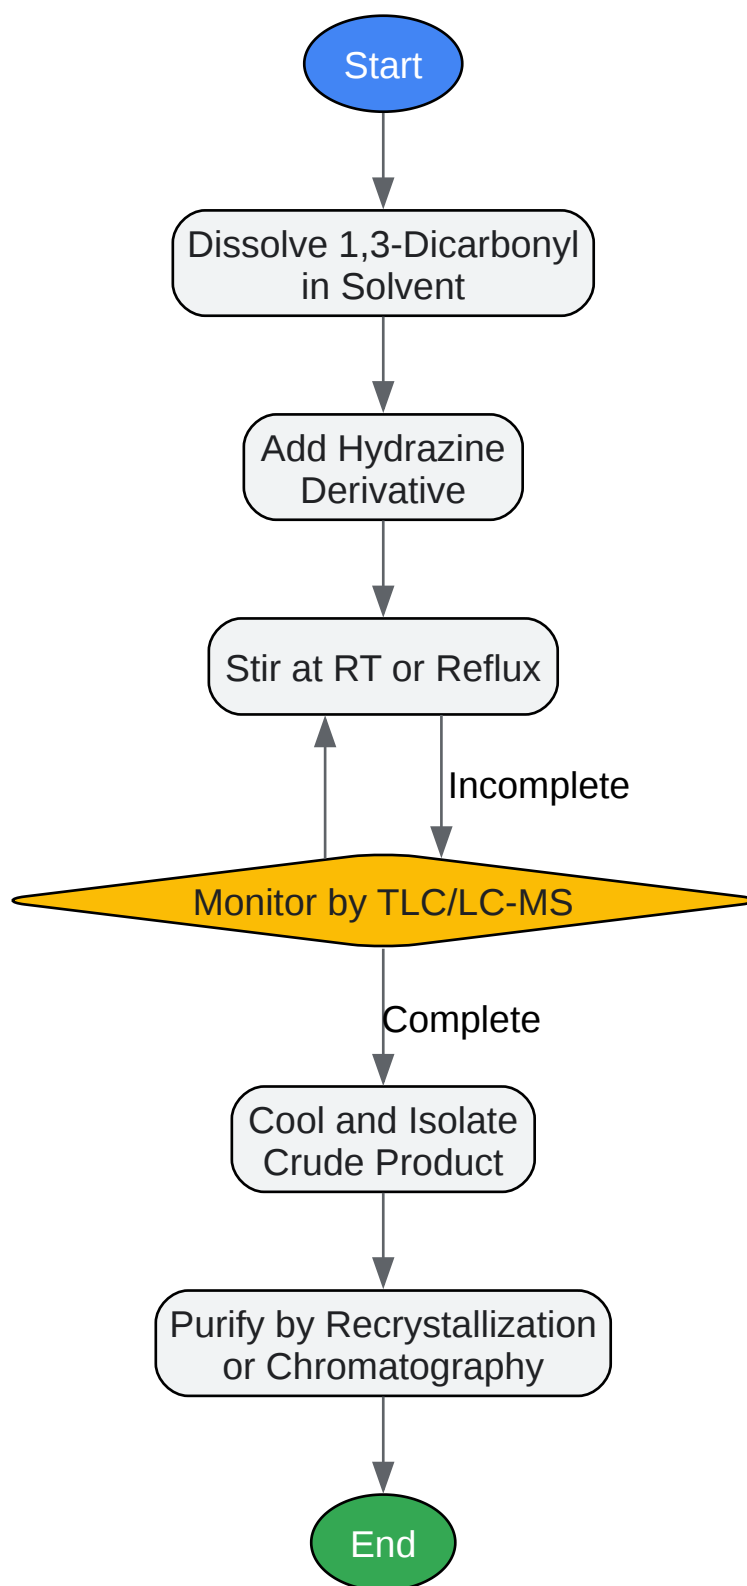 Start
Dissolve 1,3-Dicarbonyl
in Solvent
Add Hydrazine
Derivative
Stir at RT or Reflux
Incomplete
Monitor by TLC/LC-MS
Complete
Cool and Isolate
Crude Product
Purify by Recrystallization
or Chromatography
End